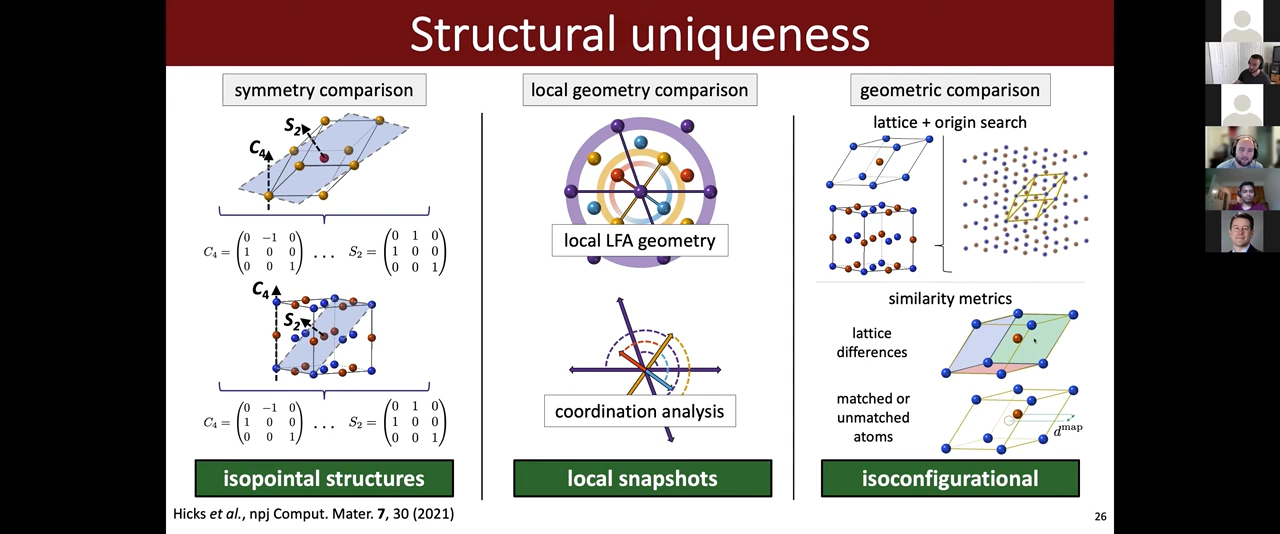 Structural uniqueness
symmetry comparison
S2
C4
C4 = (0 -1 0
1 0 0
0 0 1) ... S2 = (0 1 0
1 0 0
0 0 1)
C4
S2
C4 = (0 -1 0
1 0 0
0 0 1) ... S2 = (0 1 0
1 0 0
0 0 1)
isopointal structures
local geometry comparison
local LFA geometry
coordination analysis
local snapshots
geometric comparison
lattice + origin search
similarity metrics
lattice
differences
matched or
unmatched
atoms
d^map
isoconfigurational
Hicks et al., npj Comput. Mater. 7, 30 (2021)
26